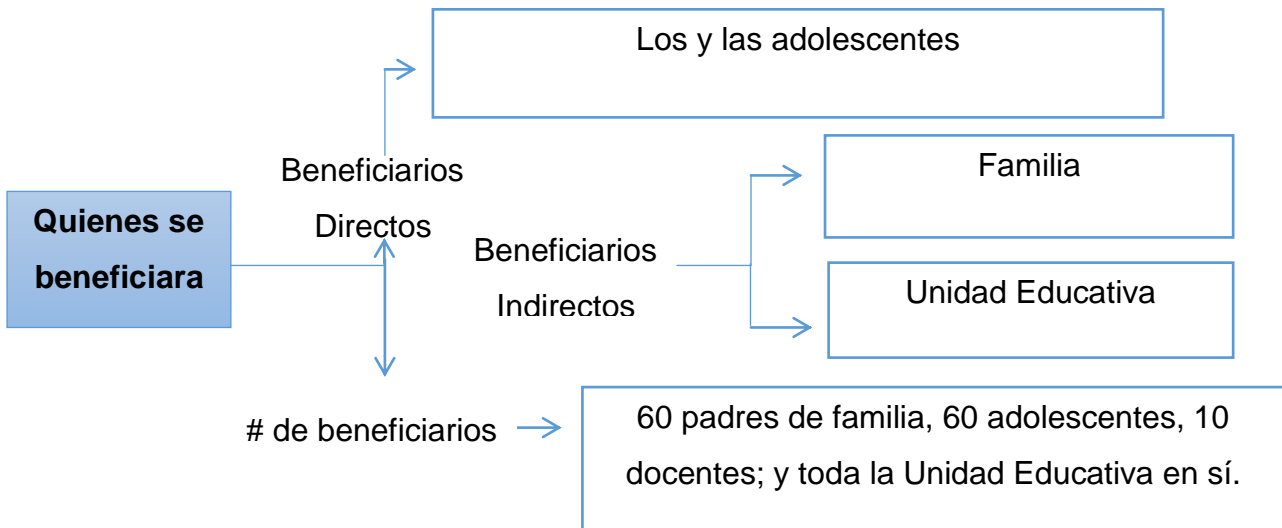 Los y las adolescentes
Beneficiarios
Directos
Quienes se
beneficiara
Familia
Beneficiarios
Indirectos
Unidad Educativa
# de beneficiarios
60 padres de familia, 60 adolescentes, 10
docentes; y toda la Unidad Educativa en sí.